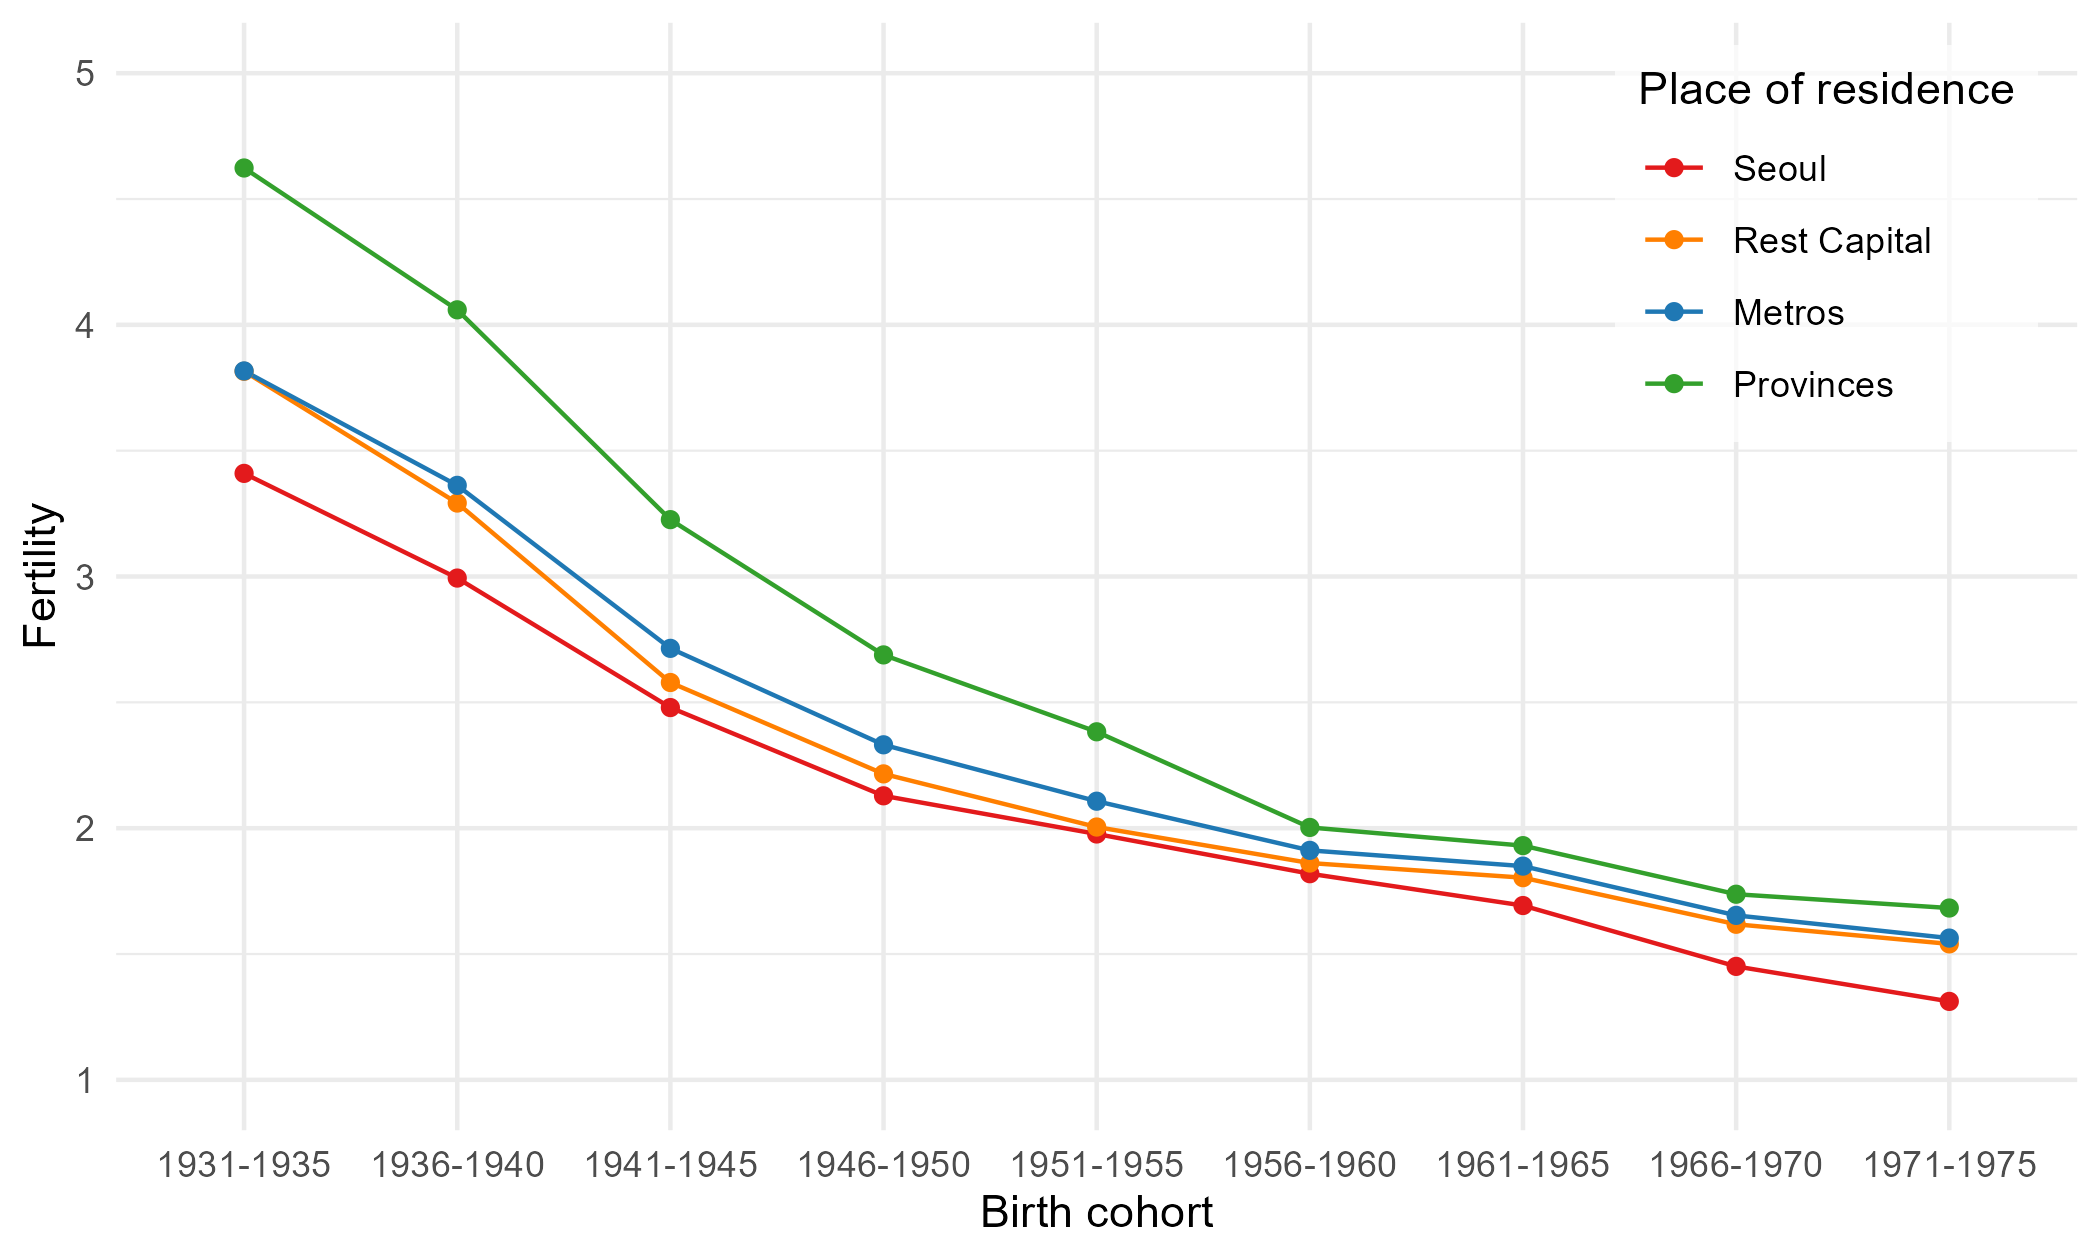 5
4
3
2
1
Fertility
Place of residence
Seoul
Rest Capital
Metros
Provinces
1931-1935 1936-1940 1941-1945 1946-1950 1951-1955 1956-1960 1961-1965 1966-1970 1971-1975
Birth cohort